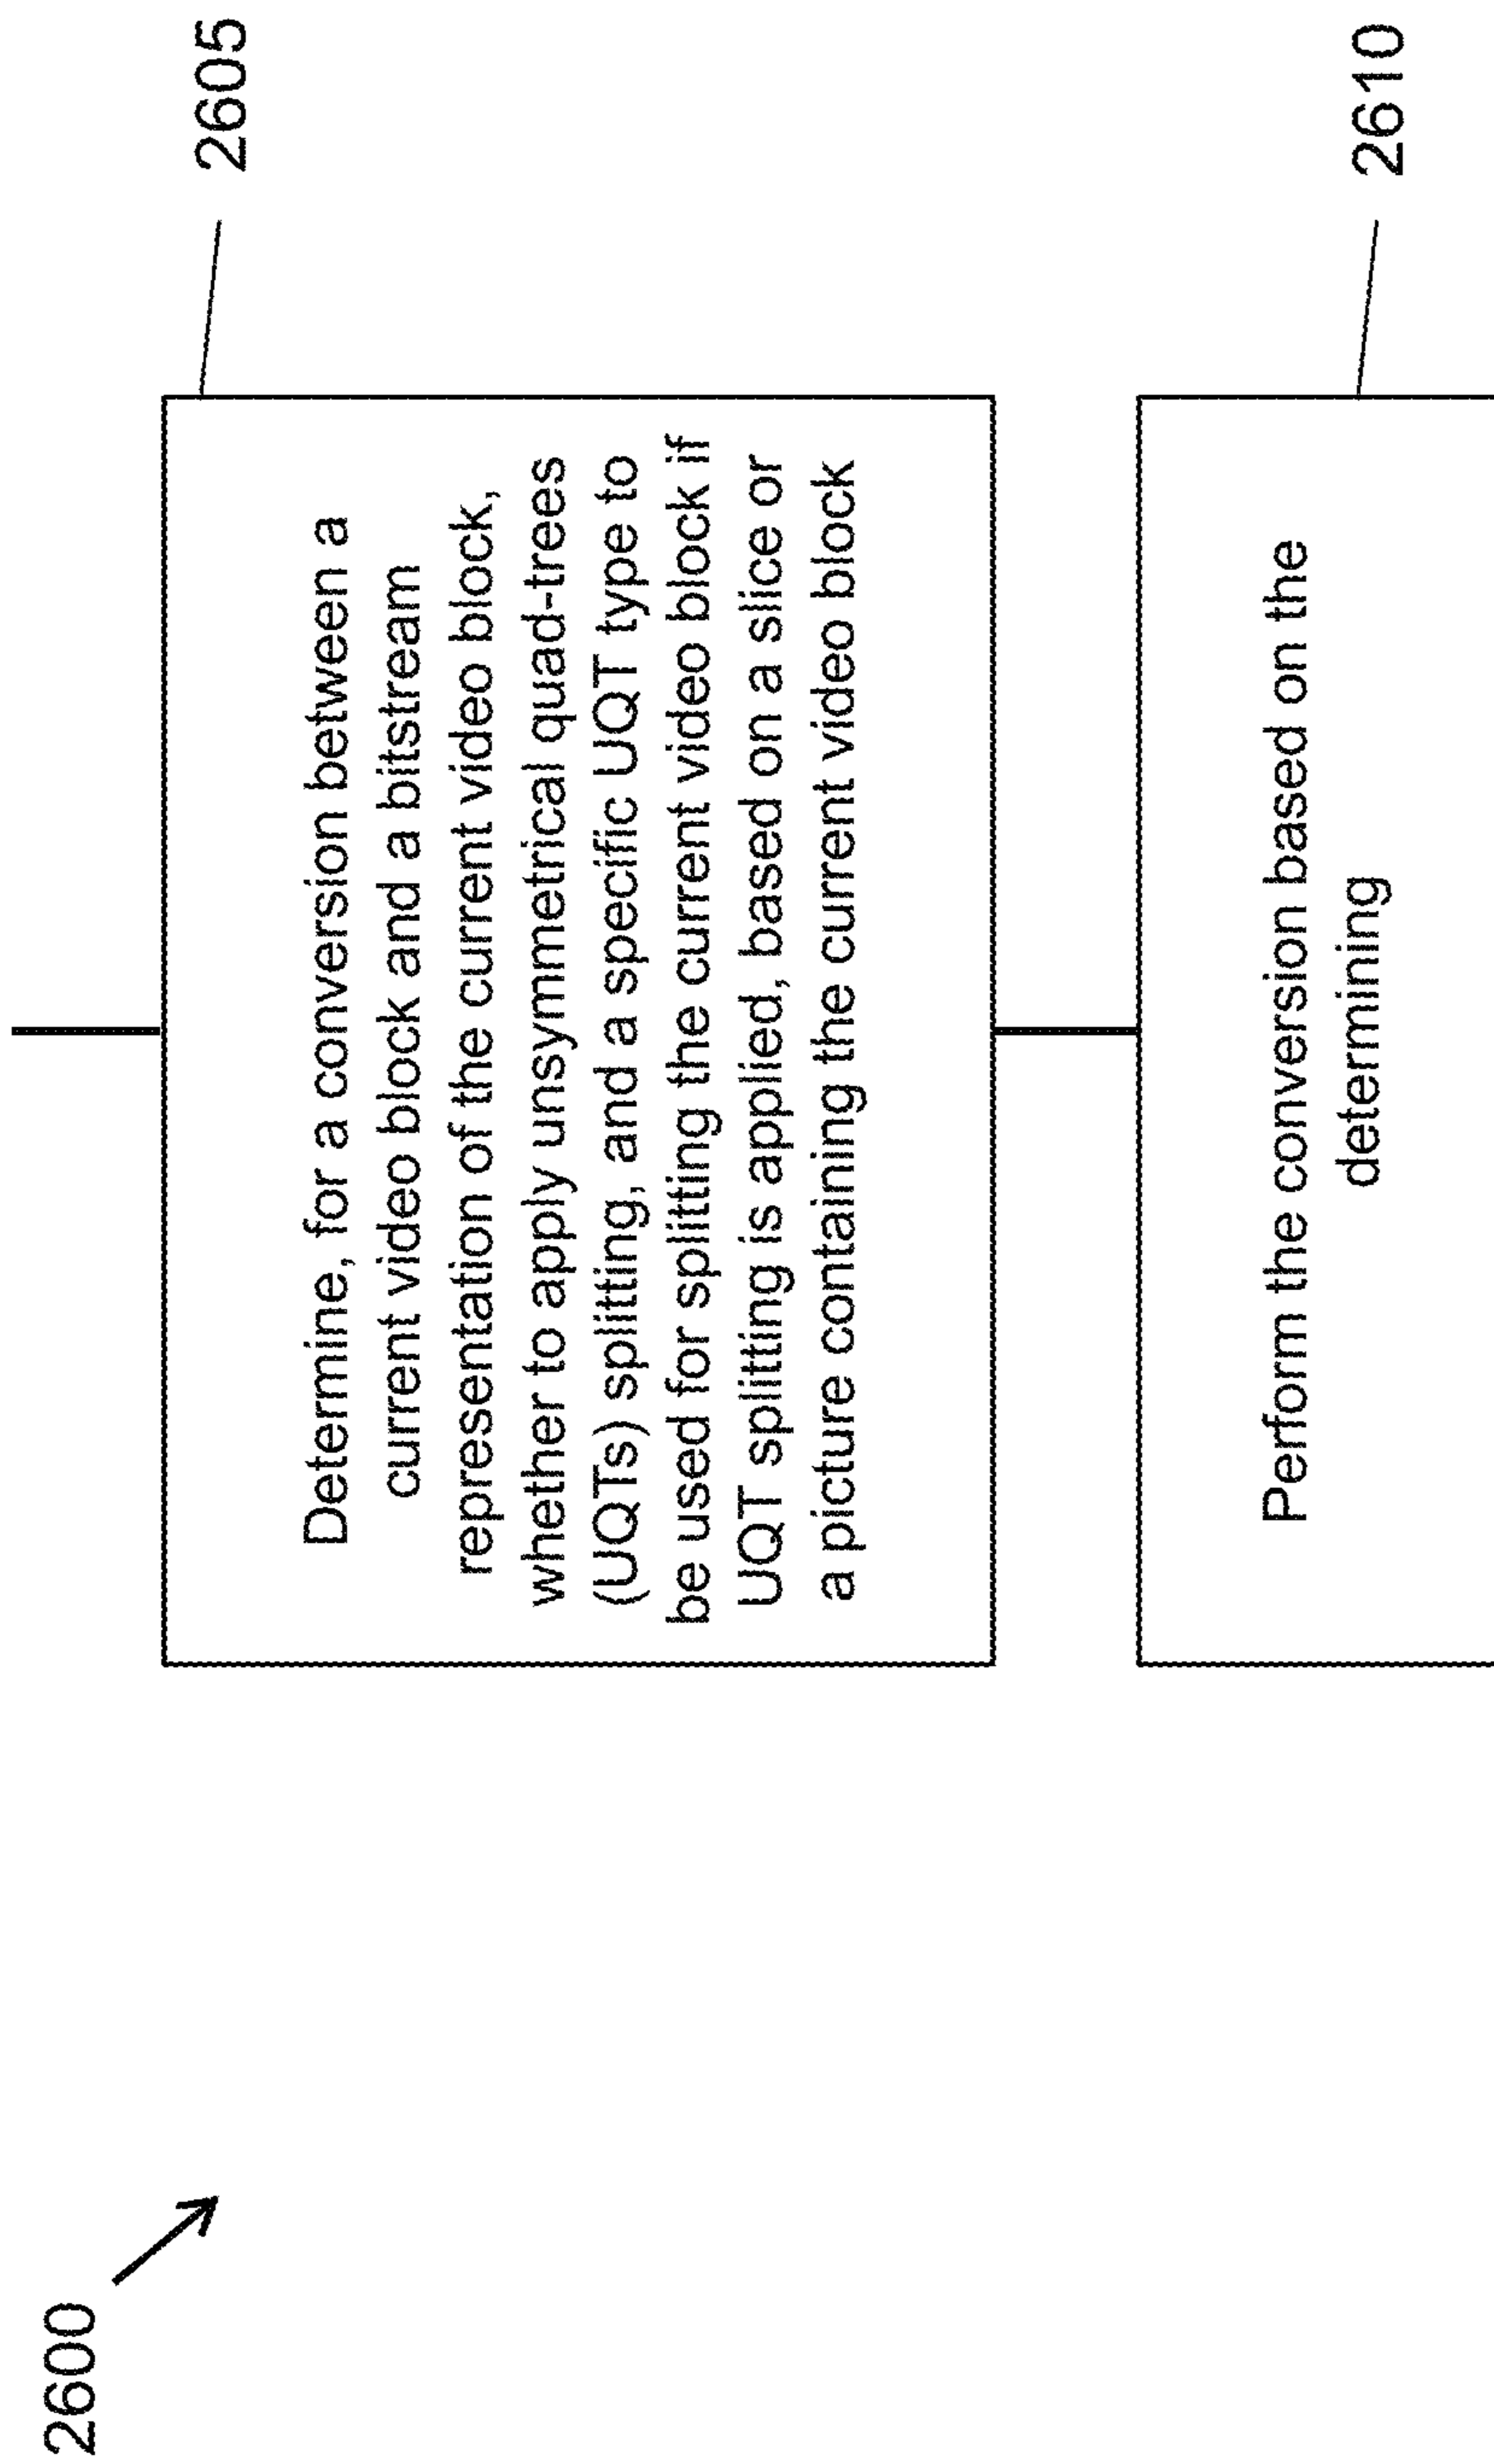 2600
2605
Determine, for a conversion between a
current video block and a bitstream
representation of the current video block,
whether to apply unsymmetrical quad-trees
(UQTs) splitting, and a specific UQT type to
be used for splitting the current video block if
UQT splitting is applied, based on a slice or
a picture containing the current video block
2610
Perform the conversion based on the
determining